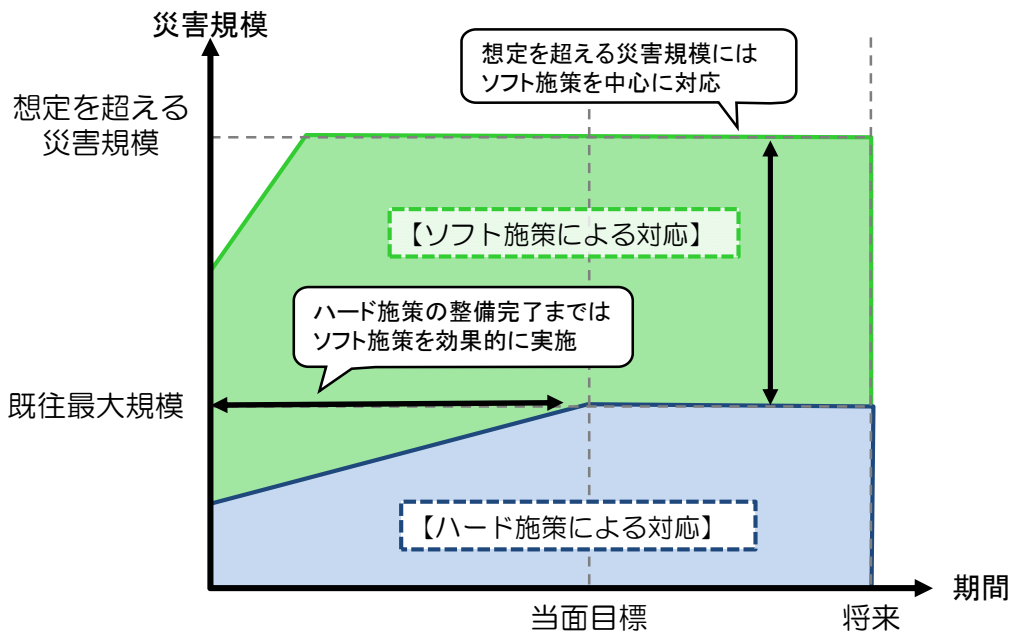 災害規模
想定を超える災害規模には
ソフト施策を中心に対応
想定を超える
災害規模
【ソフト施策による対応】
ハード施策の整備完了までは
ソフト施策を効果的に実施
既往最大規模
【ハード施策による対応】
期間
当面目標
将来